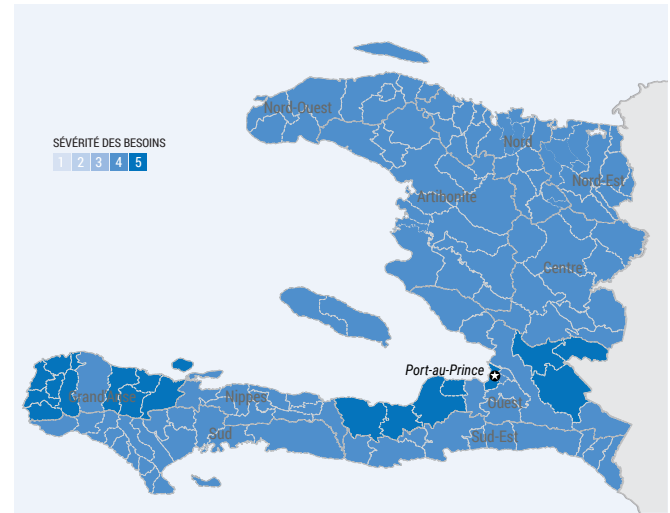 Nord-Ouest
SÉVÉRITÉ DES BESOINS
1 2 3 4 5
Nord
Nord-Est
Artibonite
Centre
Port-au-Prince
Grand'Anse
Nippes
Ouest
Sud
Sud-Est